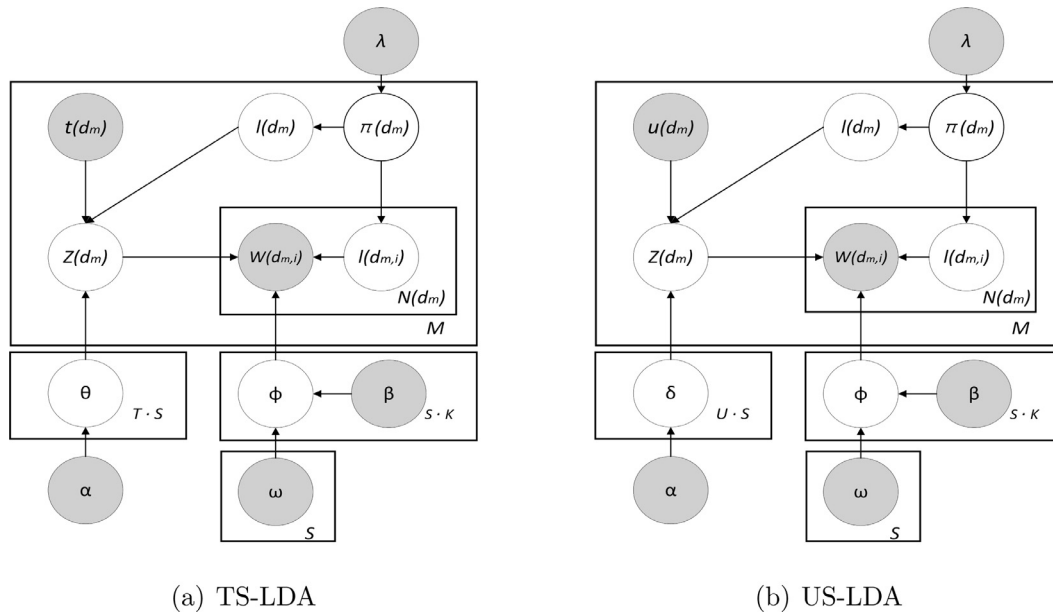 λ
t(dm)
l(dm)
π(dm)
Z(dm)
W(dm,i)
l(dm,i)
N(dm)
M
θ
T · S
ϕ
β
S · K
α
ω
S
(a) TS-LDA
λ
u(dm)
l(dm)
π(dm)
Z(dm)
W(dm,i)
l(dm,i)
N(dm)
M
δ
U · S
ϕ
β
S · K
α
ω
S
(b) US-LDA